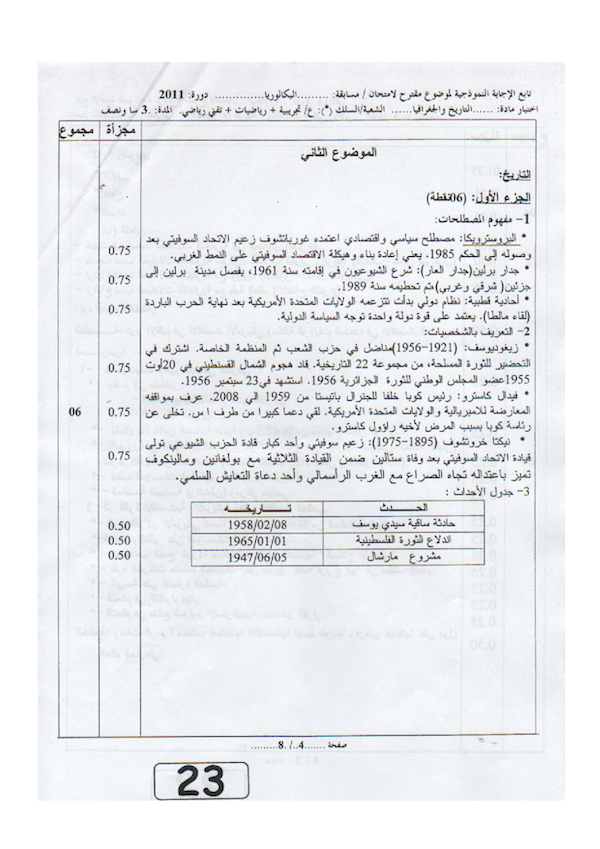 تابع الإجابة النموذجية لموضوع مقترح لامتحان / مسابقة: ..........البكالوريا.................... دورة: 2011
اختبار مادة: ......التاريخ والجغرافيا...... الشعبة/السلك (*): ع/ تجريبية + رياضيات + تقني رياضي. المدة: .3 سا ونصف
مجزأة مجموع
الموضوع الثاني
التاريخ:
الجزء الأول: (06نقطة)
1- مفهوم المصطلحات:
* البروسترويكا: مصطلح سياسي واقتصادي اعتمده غورباتشوف زعيم الاتحاد السوفيتي بعد
وصوله إلى الحكم 1985. يعني إعادة بناء وهيكلة الاقتصاد السوفيتي على النمط الغربي. 0.75
* جدار برلين(جدار العار): شرع الشيوعيون في إقامته سنة 1961، يفصل مدينة برلين إلى
جزئين( شرقي وغربي)،تم تحطيمه سنة 1989. 0.75
* أحادية قطبية: نظام دولي بدأت تتزعمه الولايات المتحدة الأمريكية بعد نهاية الحرب الباردة
(لقاء مالطا). يعتمد على قوة دولة واحدة توجه السياسة الدولية. 0.75
2- التعريف بالشخصيات:
* زيغوديوسف: (1921-1956)مناضل في حزب الشعب ثم المنظمة الخاصة. اشترك في
التحضير للثورة المسلحة، من مجموعة 22 التاريخية. قاد هجوم الشمال القسنطيني في 20أوت 0.75
1955عضو المجلس الوطني للثورة الجزائرية 1956. استشهد في23 سبتمبر 1956.
* فيدال كاسترو: رئيس كوبا خلفا للجنرال باتيستا من 1959 الي 2008. عرف بمواقفه
المعارضة للامبريالية والولايات المتحدة الأمريكية. لقي دعما كبيرا من طرف ا س. تخلى عن 0.75 06
رئاسة كوبا بسبب المرض لأخيه راؤول كاسترو.
* نيكتا خروتشوف (1895-1975): زعيم سوفيتي وأحد كبار قادة الحزب الشيوعي تولى
قيادة الاتحاد السوفيتي بعد وفاة ستالين ضمن القيادة الثلاثية مع بولغانين ومالينكوف 0.75
تميز باعتداله تجاه الصراع مع الغرب الرأسمالي وأحد دعاة التعايش السلمي.
3- جدول الأحداث :
الحـــدث تـــاريخـــه
حادثة ساقية سيدي يوسف 1958/02/08 0.50
اندلاع الثورة الفلسطينية 1965/01/01 0.50
مشروع مارشال 1947/06/05 0.50
صفحة .......4../ .8.........
23